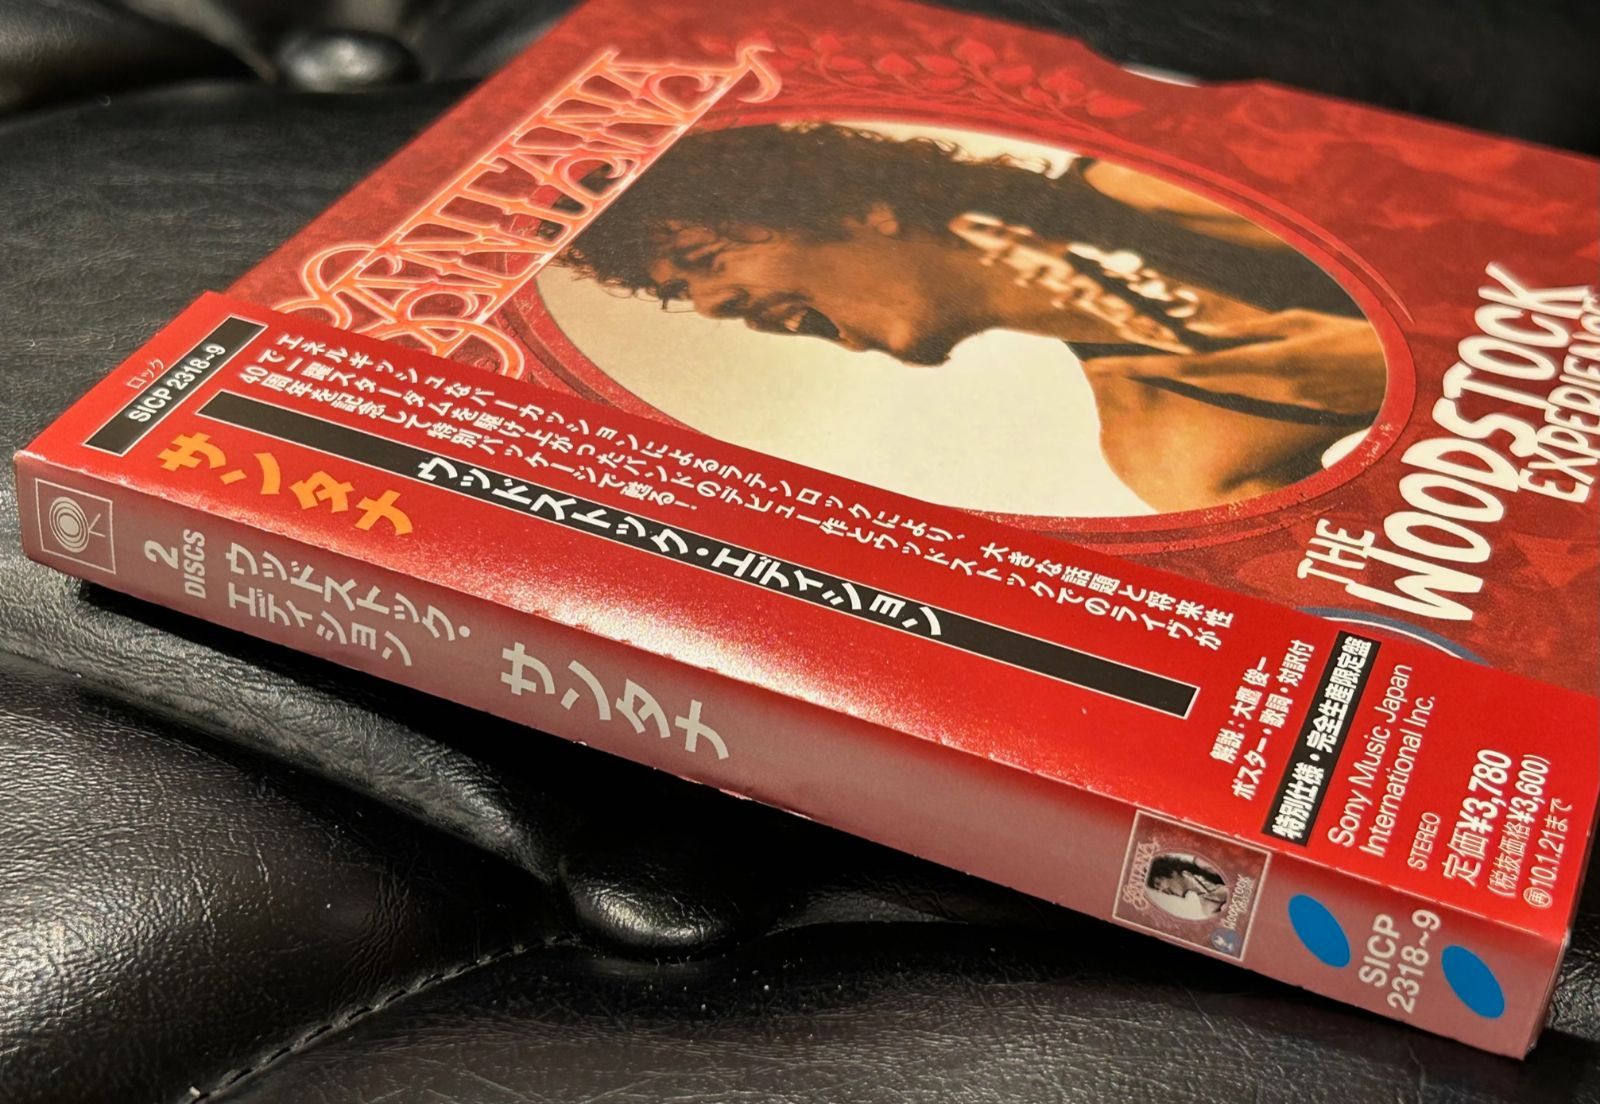 SANTANA
THE
WOODSTOCK
EXPERIENCE
ロック
SICP 2318~9
エネルギッシュなパーカッションによるラテンロックにより、大きな話題と将来性
で一躍スターダムを駆け上がったバンドのデビュー作とウッドストックでのライヴが
40周年を記念して特別パッケージで甦る!
サンタナ
ウッドストック・エディション
解説:大鷹俊一
ポスター・歌詞・対訳付
特別仕様・完全生産限定盤
Sony Music Japan
International Inc.
STEREO
定価¥3,780
(税抜価格¥3,600)
再10.1.21まで
2
DISCS
ウッドストック・
エディション
サンタナ
SANTANA
WOODSTOCK
SICP
2318~9